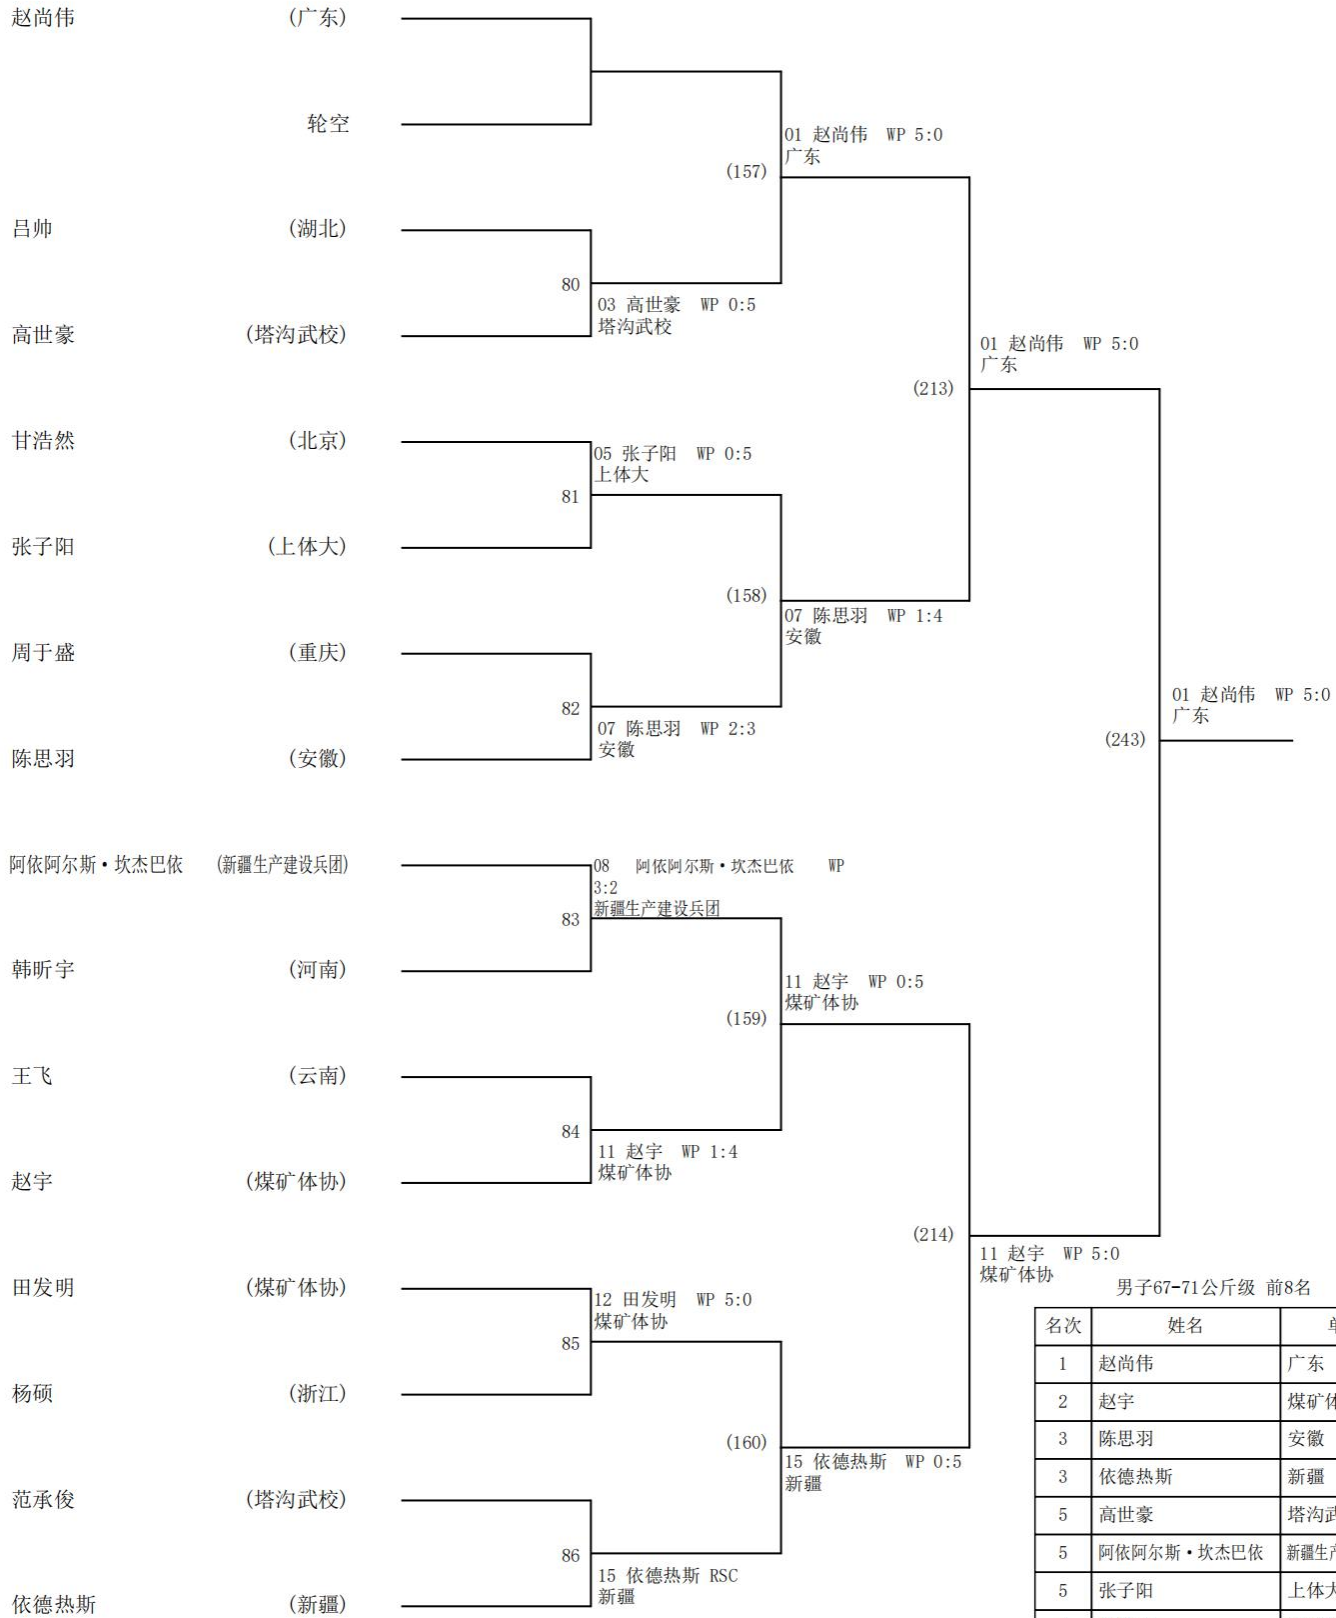 赵尚伟 (广东)
轮空
01 赵尚伟 WP 5:0
广东
(157)
吕帅 (湖北)
80
03 高世豪 WP 0:5
塔沟武校
高世豪 (塔沟武校)
01 赵尚伟 WP 5:0
广东
(213)
甘浩然 (北京)
05 张子阳 WP 0:5
上体大
81
张子阳 (上体大)
(158)
07 陈思羽 WP 1:4
安徽
周于盛 (重庆)
82
07 陈思羽 WP 2:3
安徽
01 赵尚伟 WP 5:0
广东
(243)
陈思羽 (安徽)
阿依阿尔斯·坎杰巴依 (新疆生产建设兵团)
08 阿依阿尔斯·坎杰巴依 WP
3:2
新疆生产建设兵团
83
韩昕宇 (河南)
11 赵宇 WP 0:5
煤矿体协
(159)
王飞 (云南)
84
11 赵宇 WP 1:4
煤矿体协
赵宇 (煤矿体协)
(214)
11 赵宇 WP 5:0
煤矿体协
田发明 (煤矿体协)
12 田发明 WP 5:0
煤矿体协
85
杨硕 (浙江)
(160)
15 依德热斯 WP 0:5
新疆
范承俊 (塔沟武校)
86
15 依德热斯 RSC
新疆
依德热斯 (新疆)
男子67-71公斤级 前8名
名次 姓名
1 赵尚伟 广东
2 赵宇 煤矿体
3 陈思羽 安徽
3 依德热斯 新疆
5 高世豪 塔沟武
5 阿依阿尔斯·坎杰巴依 新疆生产
5 张子阳 上体大